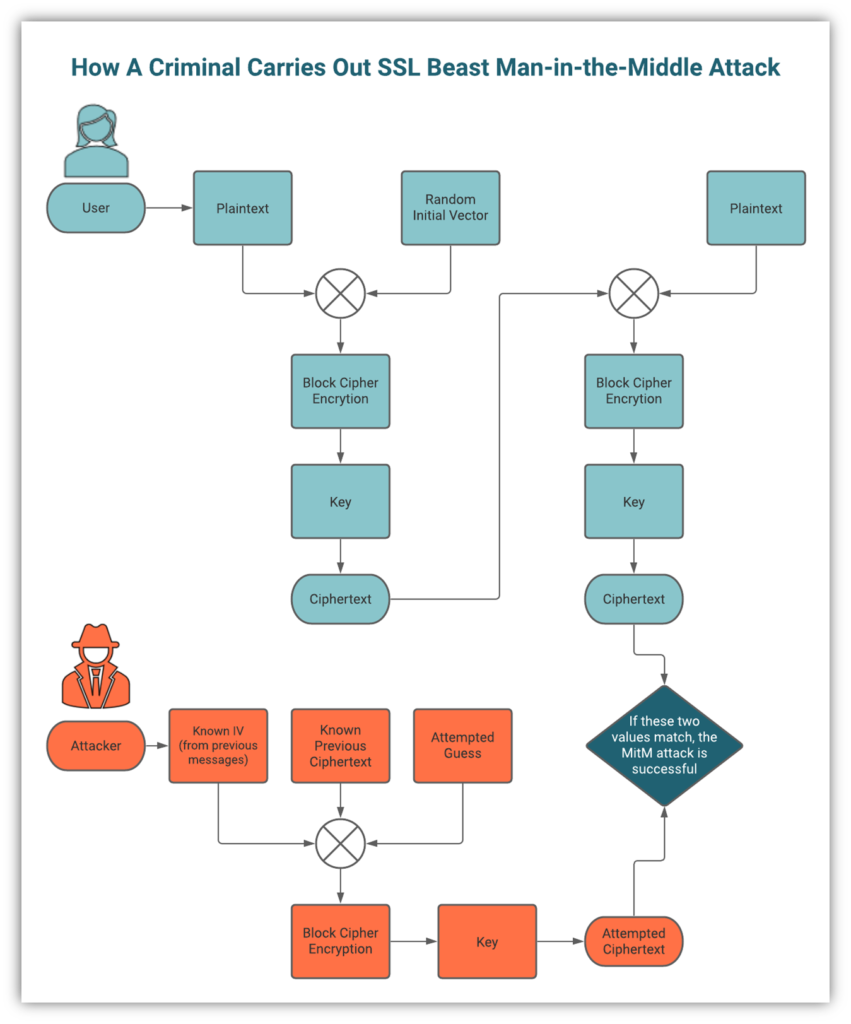 How A Criminal Carries Out SSL Beast Man-in-the-Middle Attack
User
Plaintext
Random
Initial Vector
Plaintext
Block Cipher
Encrytion
Block Cipher
Encrytion
Key
Key
Ciphertext
Ciphertext
Attacker
Known IV
(from previous
messages)
Known
Previous
Ciphertext
Attempted
Guess
If these two
values match, the
MitM attack is
successful
Block Cipher
Encryption
Key
Attempted
Ciphertext